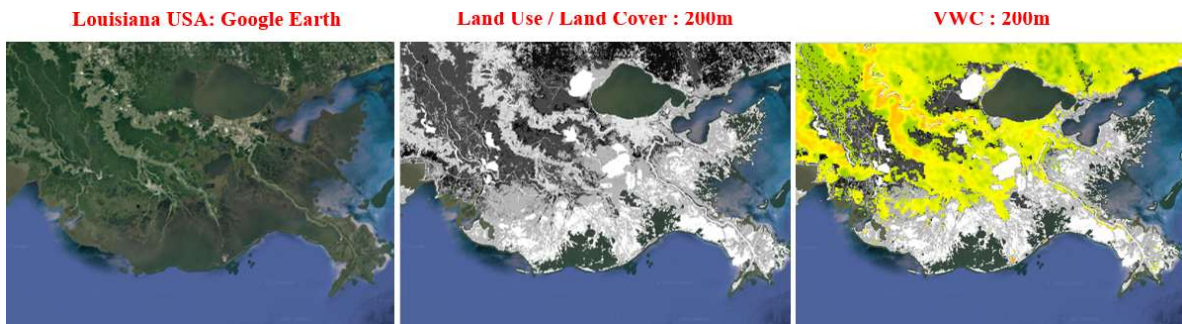 Louisiana USA: Google Earth
Land Use / Land Cover : 200m
VWC : 200m